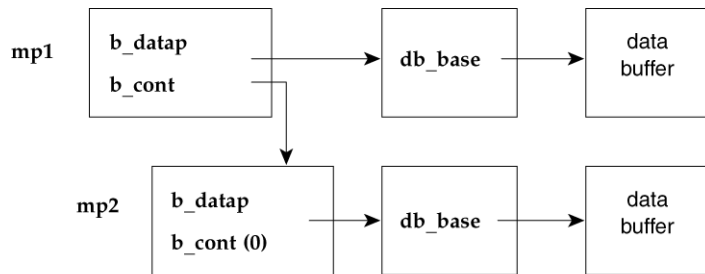 mp1
b_datap
b_cont
db_base
data
buffer
mp2
b_datap
b_cont (0)
db_base
data
buffer